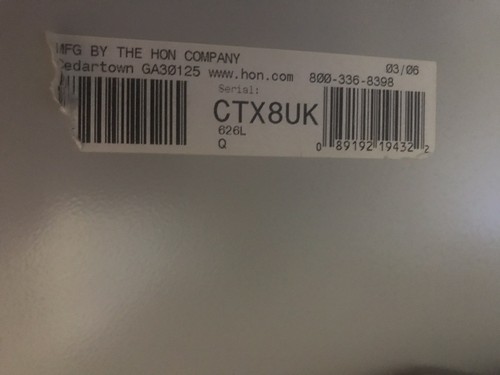 MFG BY THE HON COMPANY
Cedartown GA30125 www.hon.com 800-336-8398
03/06
Serial:
CTX8UK
626L
Q
0 89192 19432 2